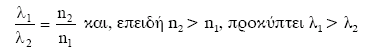 λ₁/λ₂ = n₂/n₁ και, επειδή n₂ > n₁, προκύπτει λ₁ > λ₂